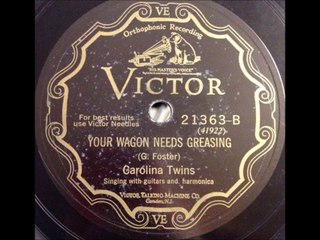 VE
Orthophonic Recording
"HIS MASTER'S VOICE"
VICTOR
For best results
use Victor Needles
21363-B
(41922)
YOUR WAGON NEEDS GREASING
(G. Foster)
Carolina Twins
Singing with guitars and harmonica
VICTOR TALKING MACHINE CO.
Camden, N.J.
VE